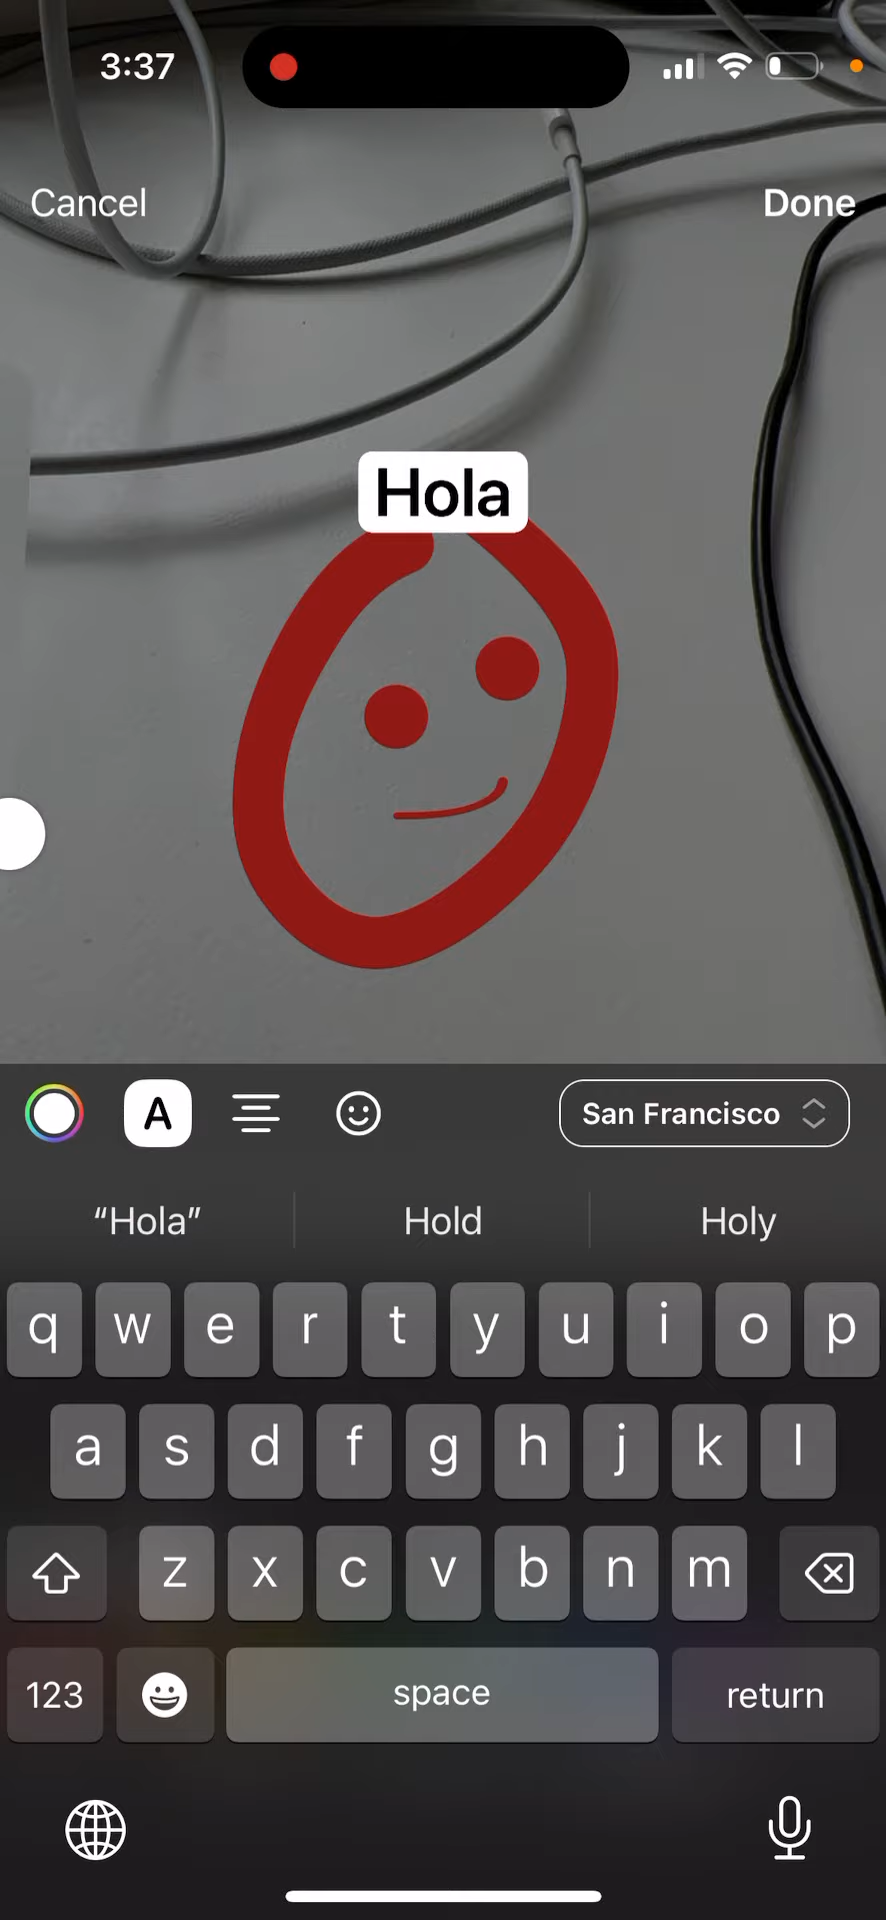 3:37
Cancel
Done
Hola
A
San Francisco
“Hola”
Hold
Holy
q w e r t y u i o p
a s d f g h j k l
z x c v b n m
123
space
return